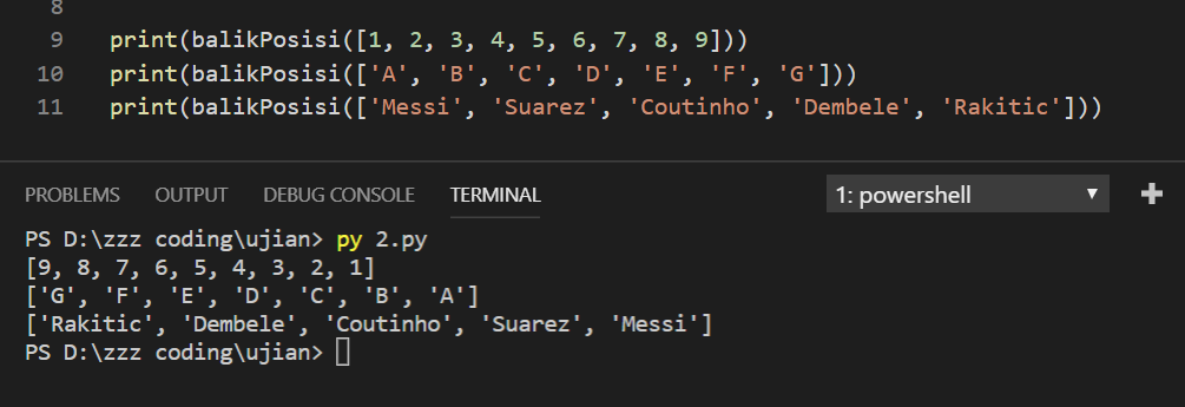 8
9 print(balikPosisi([1, 2, 3, 4, 5, 6, 7, 8, 9]))
10 print(balikPosisi(['A', 'B', 'C', 'D', 'E', 'F', 'G']))
11 print(balikPosisi(['Messi', 'Suarez', 'Coutinho', 'Dembele', 'Rakitic']))
PROBLEMS OUTPUT DEBUG CONSOLE TERMINAL 1: powershell
PS D:\zzz coding\ujian> py 2.py
[9, 8, 7, 6, 5, 4, 3, 2, 1]
['G', 'F', 'E', 'D', 'C', 'B', 'A']
['Rakitic', 'Dembele', 'Coutinho', 'Suarez', 'Messi']
PS D:\zzz coding\ujian>